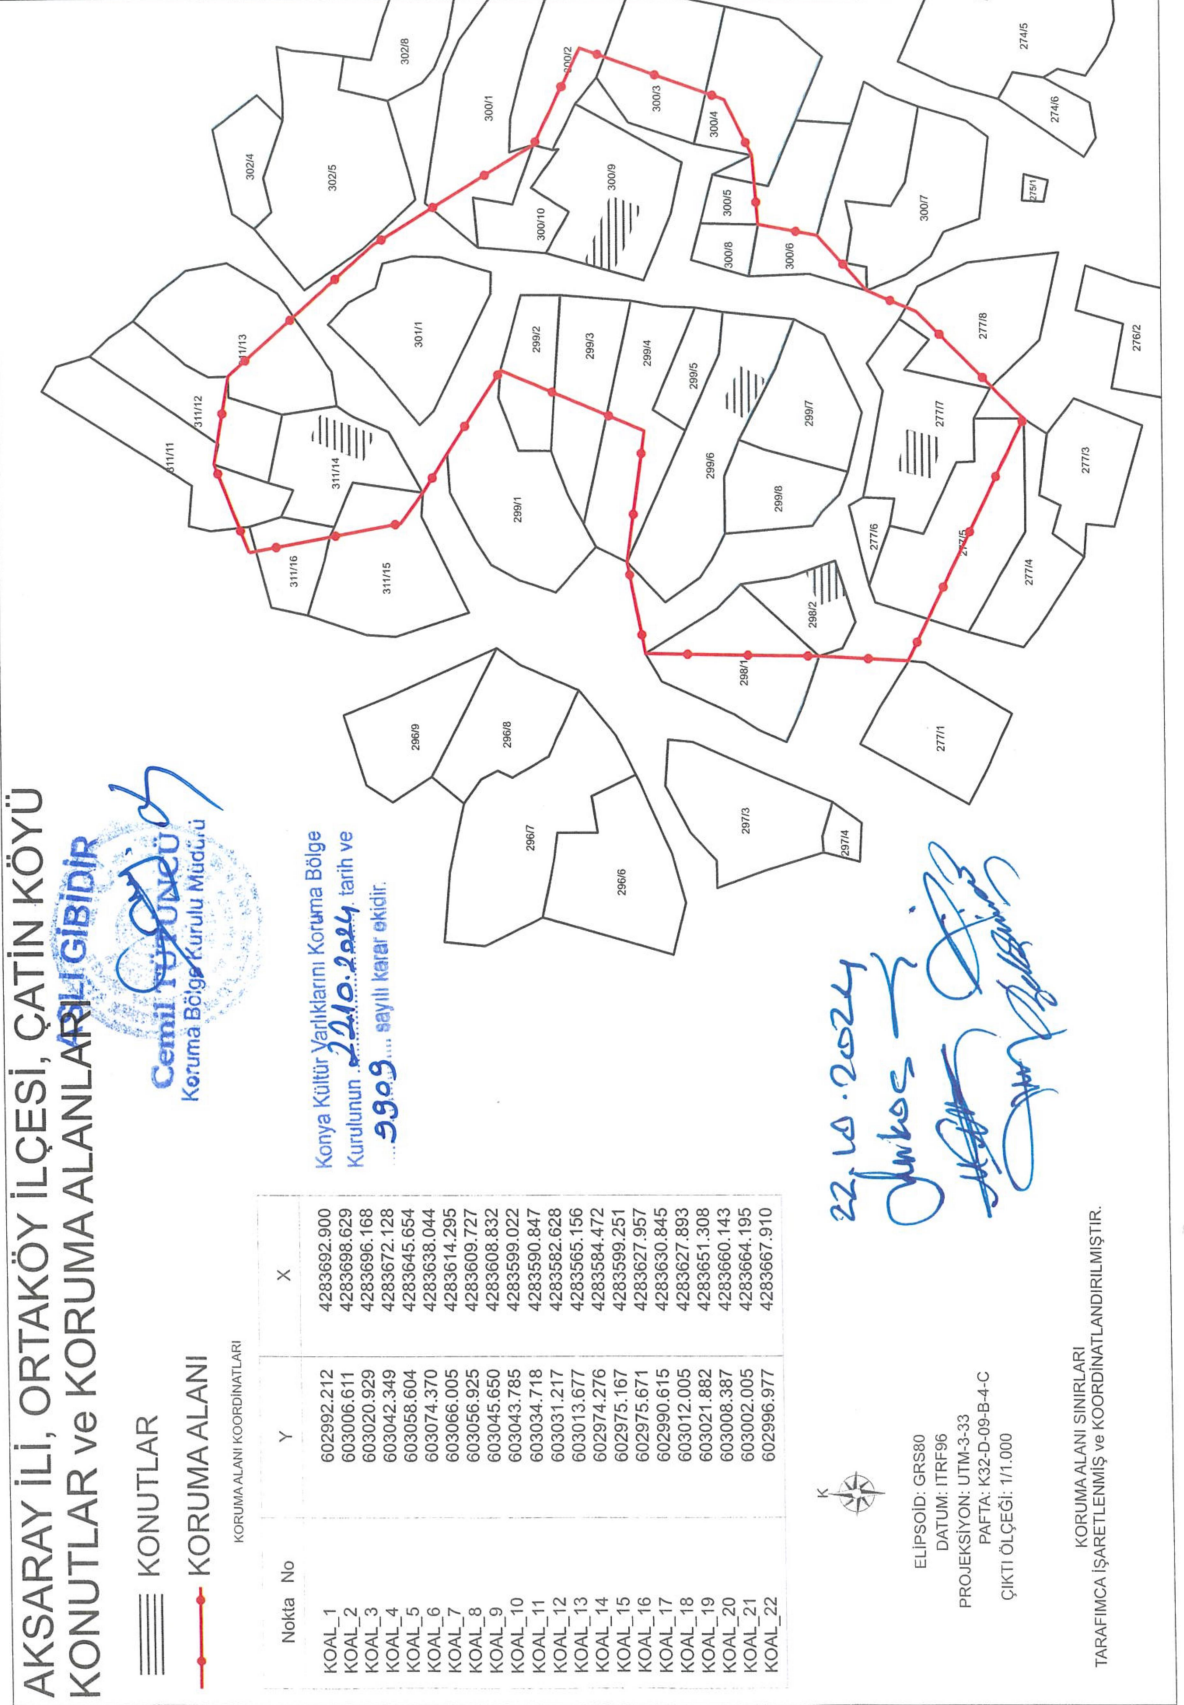 AKSARAY İLİ, ORTAKÖY İLÇESİ, ÇATİN KÖYÜ
KONUTLAR ve KORUMA ALANLARI
ASLI GİBİDİR
Cemil TÜTÜNCÜ
Koruma Bölge Kurulu Müdürü
KONUTLAR
KORUMA ALANI
Konya Kültür Varlıklarını Koruma Bölge
Kurulunun 22.10.2024 tarih ve
9909 sayılı karar ekidir.
KORUMA ALANI KOORDİNATLARI
Nokta No Y X
KOAL_1 602992.212 4283692.900
KOAL_2 603006.611 4283698.629
KOAL_3 603020.929 4283696.168
KOAL_4 603042.349 4283672.128
KOAL_5 603058.604 4283645.654
KOAL_6 603074.370 4283638.044
KOAL_7 603066.005 4283614.295
KOAL_8 603056.925 4283609.727
KOAL_9 603045.650 4283608.832
KOAL_10 603043.785 4283599.022
KOAL_11 603034.718 4283590.847
KOAL_12 603031.217 4283582.628
KOAL_13 603013.677 4283565.156
KOAL_14 602974.276 4283584.472
KOAL_15 602975.167 4283599.251
KOAL_16 602975.671 4283627.957
KOAL_17 602990.615 4283630.845
KOAL_18 603012.005 4283627.893
KOAL_19 603021.882 4283651.308
KOAL_20 603008.387 4283660.143
KOAL_21 603002.005 4283664.195
KOAL_22 602996.977 4283667.910
22.10.2024
K
ELİPSOİD: GRS80
DATUM: ITRF96
PROJEKSİYON: UTM-3-33
PAFTA: K32-D-09-B-4-C
ÇIKTI ÖLÇEĞİ: 1/1.000
KORUMA ALANI SINIRLARI
TARAFIMCA İŞARETLENMİŞ ve KOORDİNATLANDIRILMIŞTIR.
311/11
311/12
11/13
311/14
311/15
311/16
302/4
302/5
302/8
301/1
300/1
300/2
300/3
300/4
300/5
300/6
300/7
300/8
300/9
300/10
299/1
299/2
299/3
299/4
299/5
299/6
299/7
299/8
298/1
298/2
296/9
296/8
296/7
296/6
297/3
297/4
277/1
277/3
277/4
277/5
277/6
277/7
277/8
276/2
275/1
274/5
274/6